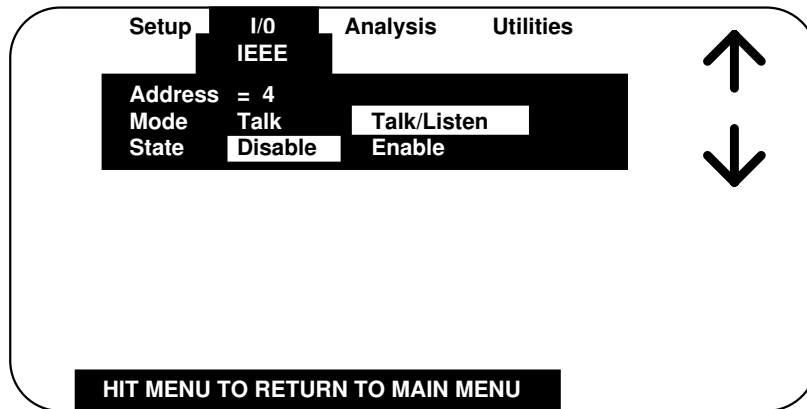 Setup I/0 Analysis Utilities
IEEE
Address = 4
Mode Talk Talk/Listen
State Disable Enable
HIT MENU TO RETURN TO MAIN MENU